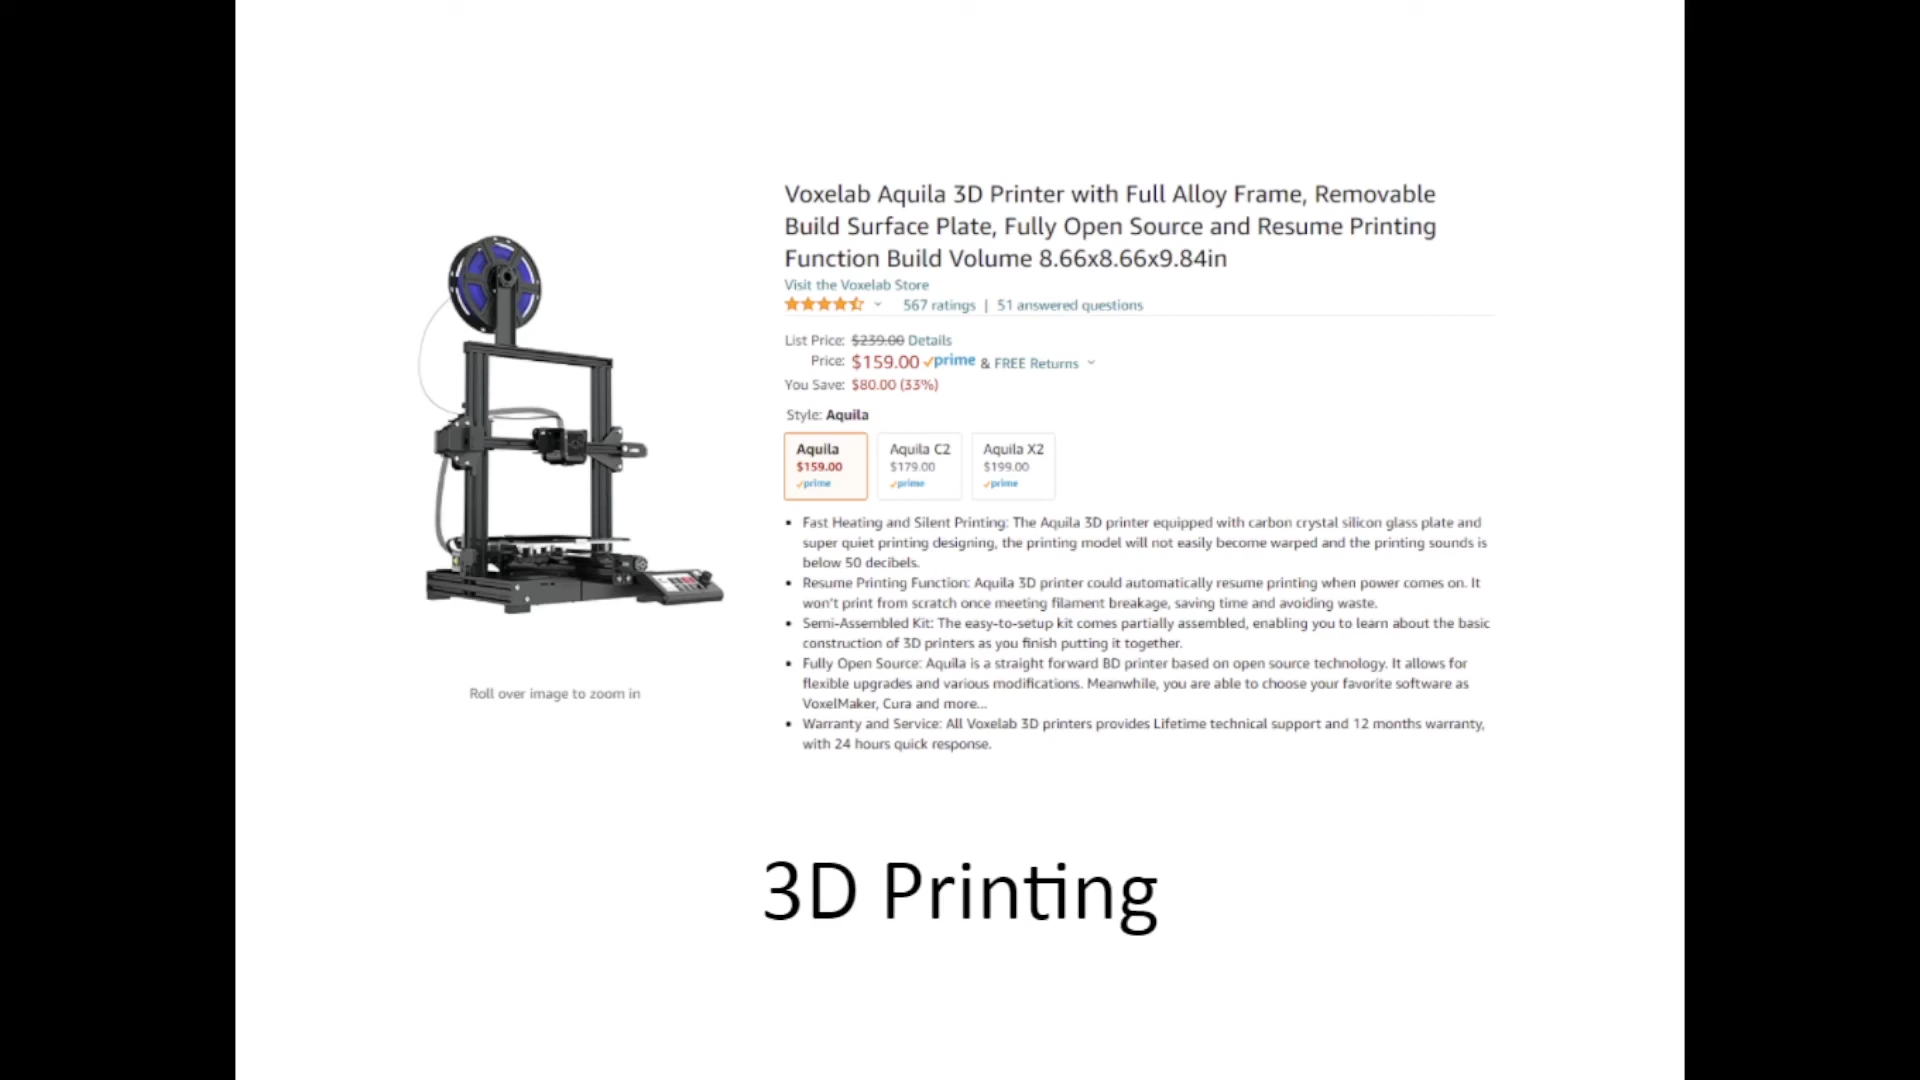 Voxelab Aquila 3D Printer with Full Alloy Frame, Removable
Build Surface Plate, Fully Open Source and Resume Printing
Function Build Volume 8.66x8.66x9.84in
Visit the Voxelab Store
567 ratings | 51 answered questions
List Price: $239.00 Details
Price: $159.00 prime & FREE Returns
You Save: $80.00 (33%)
Style: Aquila
Aquila
$159.00
prime
Aquila C2
$179.00
prime
Aquila X2
$199.00
prime
• Fast Heating and Silent Printing: The Aquila 3D printer equipped with carbon crystal silicon glass plate and
super quiet printing designing, the printing model will not easily become warped and the printing sounds is
below 50 decibels.
• Resume Printing Function: Aquila 3D printer could automatically resume printing when power comes on. It
won't print from scratch once meeting filament breakage, saving time and avoiding waste.
• Semi-Assembled Kit: The easy-to-setup kit comes partially assembled, enabling you to learn about the basic
construction of 3D printers as you finish putting it together.
• Fully Open Source: Aquila is a straight forward BD printer based on open source technology. It allows for
flexible upgrades and various modifications. Meanwhile, you are able to choose your favorite software as
VoxelMaker, Cura and more...
• Warranty and Service: All Voxelab 3D printers provides Lifetime technical support and 12 months warranty,
with 24 hours quick response.
Roll over image to zoom in
3D Printing